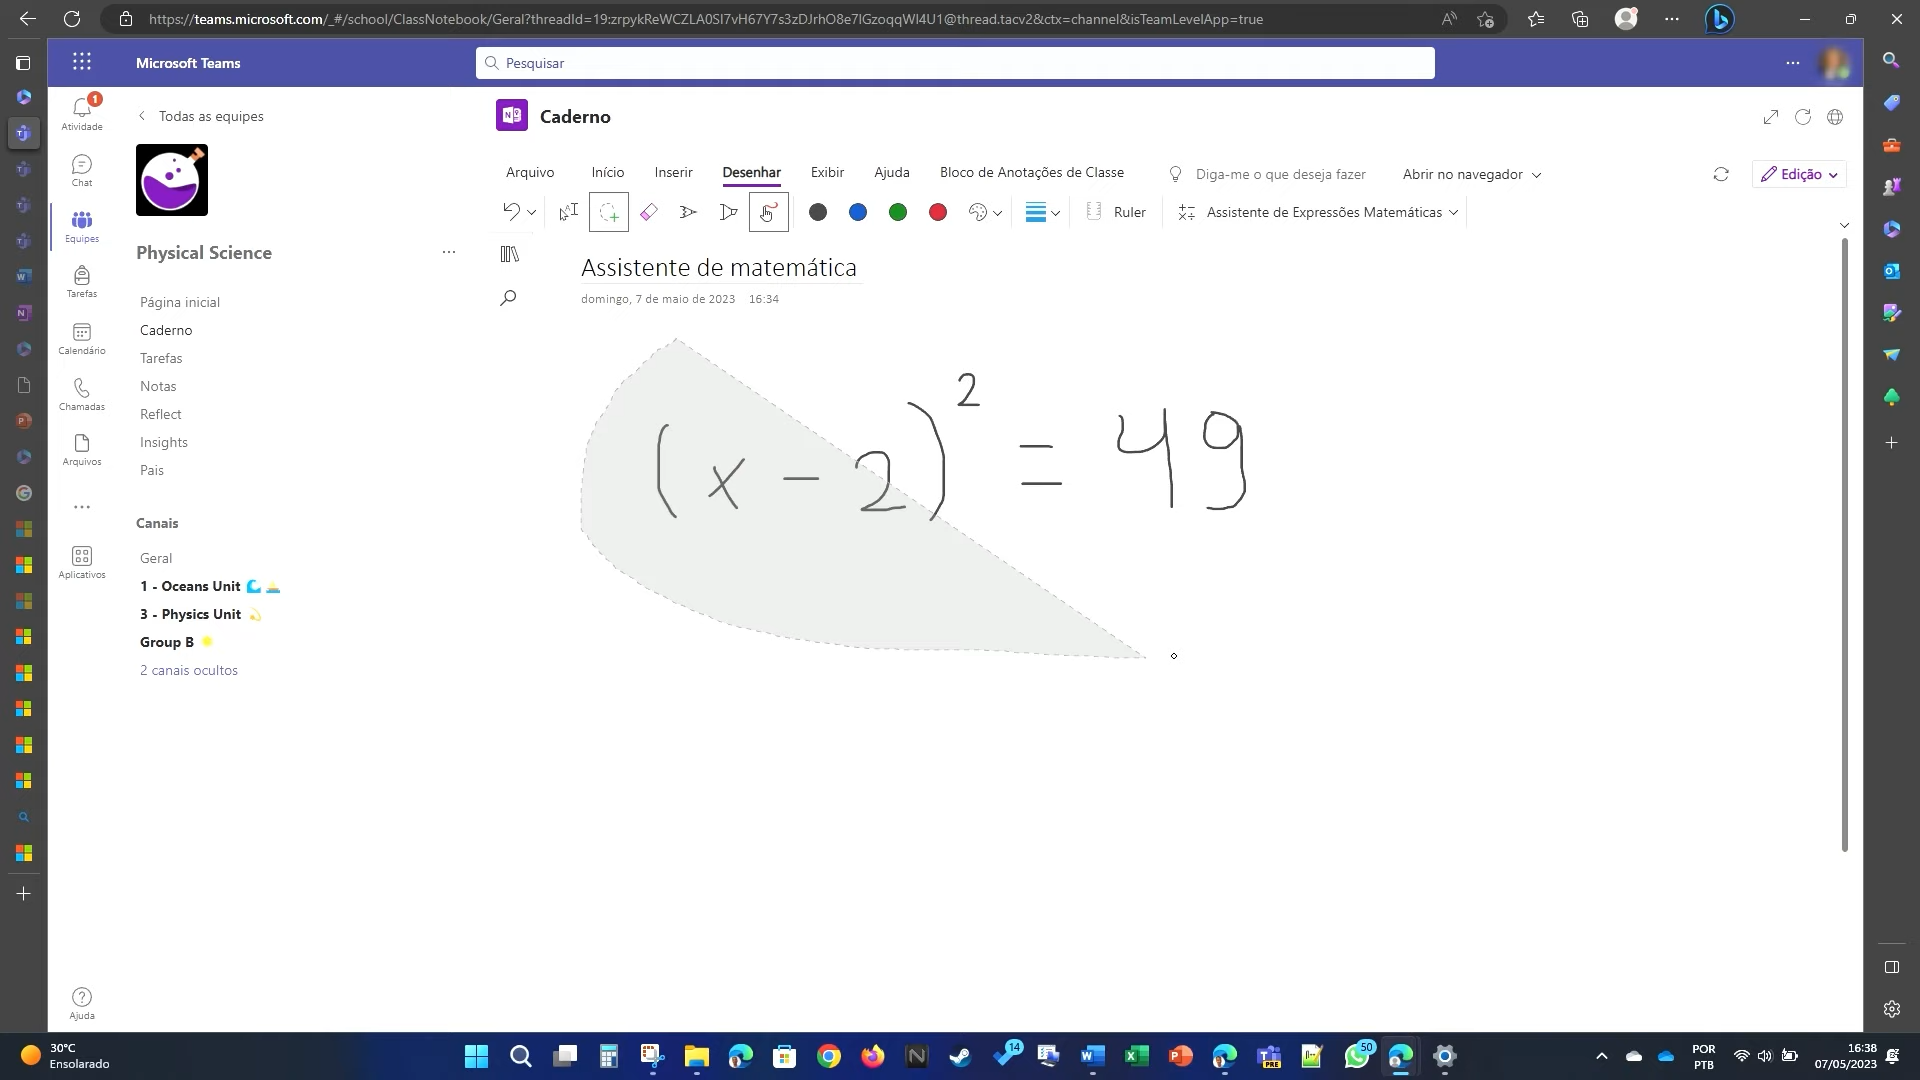 https://teams.microsoft.com/_#/school/ClassNotebook/Geral?threadId=19:zrpykReWCZLA0Sl7vH67Y7s3zDJrhO8e7lGzoqqWl4U1@thread.tacv2&ctx=channel&isTeamLevelApp=true
Microsoft Teams
Pesquisar
1
Atividade
Chat
Equipes
Tarefas
Calendário
Chamadas
Arquivos
Aplicativos
Ajuda
Todas as equipes
Physical Science
Página inicial
Caderno
Tarefas
Notas
Reflect
Insights
Pais
Canais
Geral
1 - Oceans Unit
3 - Physics Unit
Group B
2 canais ocultos
Caderno
Arquivo Início Inserir Desenhar Exibir Ajuda Bloco de Anotações de Classe Diga-me o que deseja fazer Abrir no navegador Edição
Ruler Assistente de Expressões Matemáticas
Assistente de matemática
domingo, 7 de maio de 2023 16:34
(x - 2)² = 49
30°C
Ensolarado
14
PRE
50
POR
PTB
16:38
07/05/2023